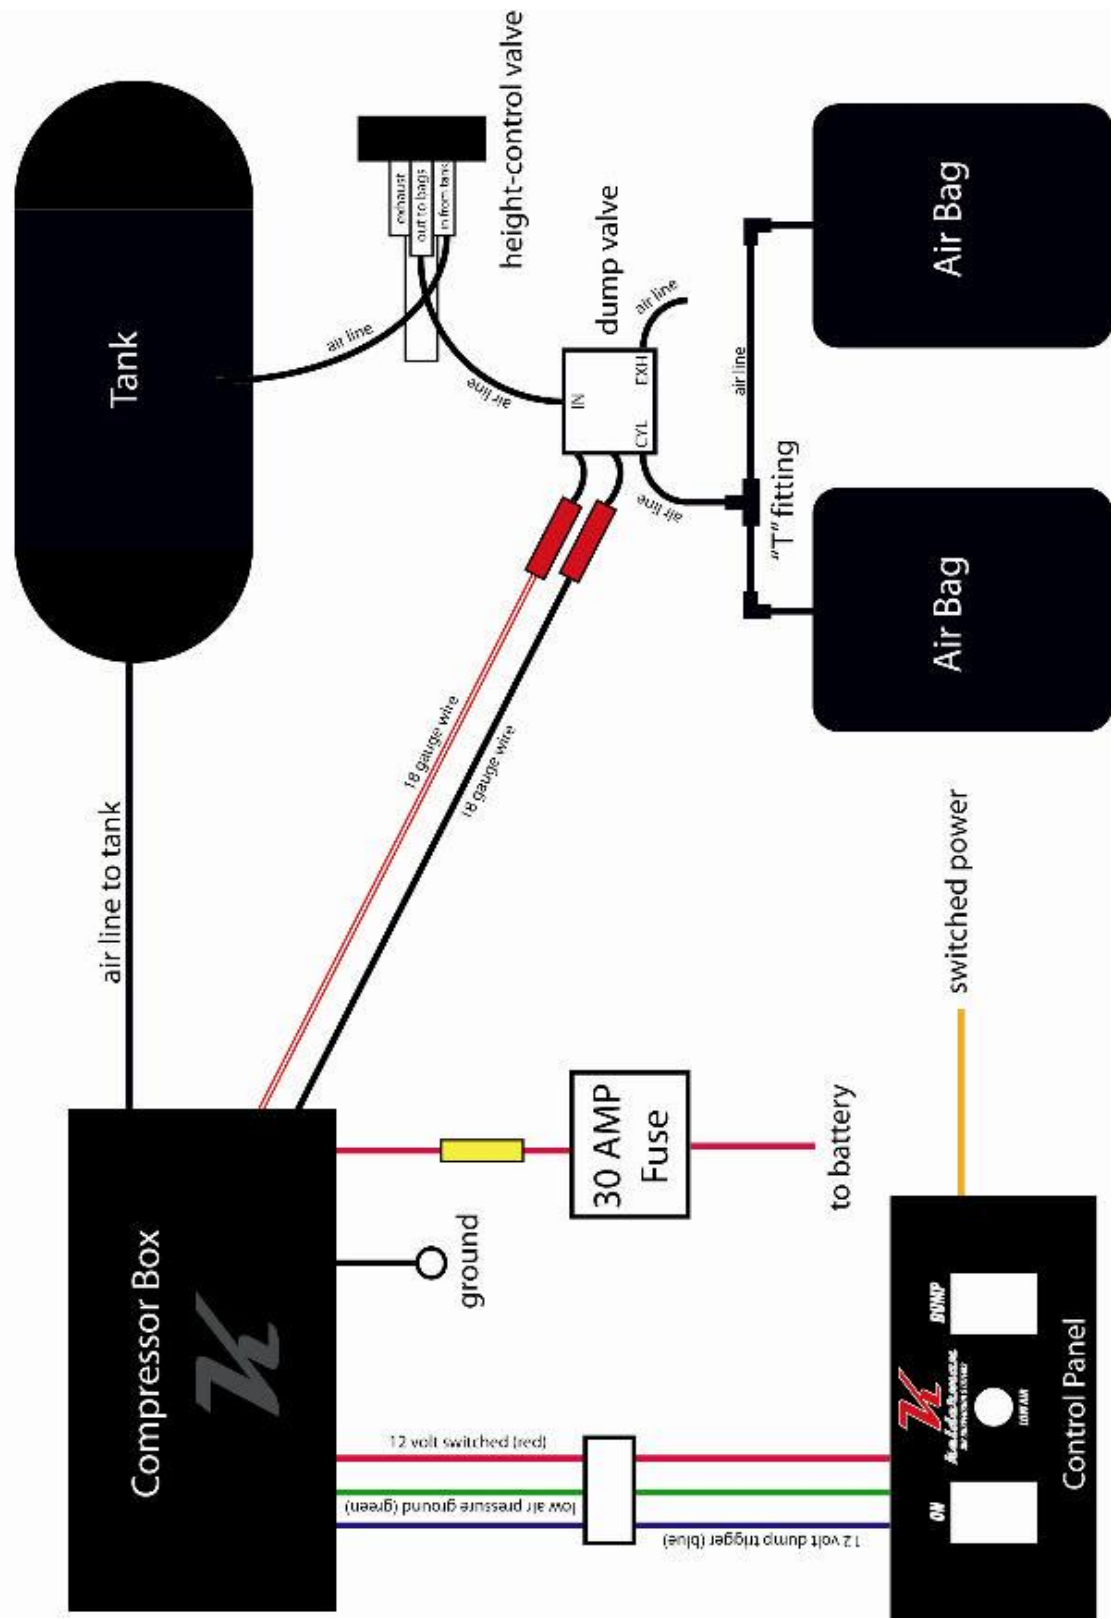 Compressor Box
air line to tank
Tank
air line
exhaust
out to bags
in from tank
height-control valve
air line
18 gauge wire
18 gauge wire
IN
CYL
EXH
dump valve
air line
air line
12 volt switched (red)
low air pressure ground (green)
12 volt dump trigger (blue)
ground
30 AMP
Fuse
to battery
"T" fitting
air line
Air Bag
Air Bag
Kelderman
ON
LOW AIR
DUMP
Control Panel
switched power